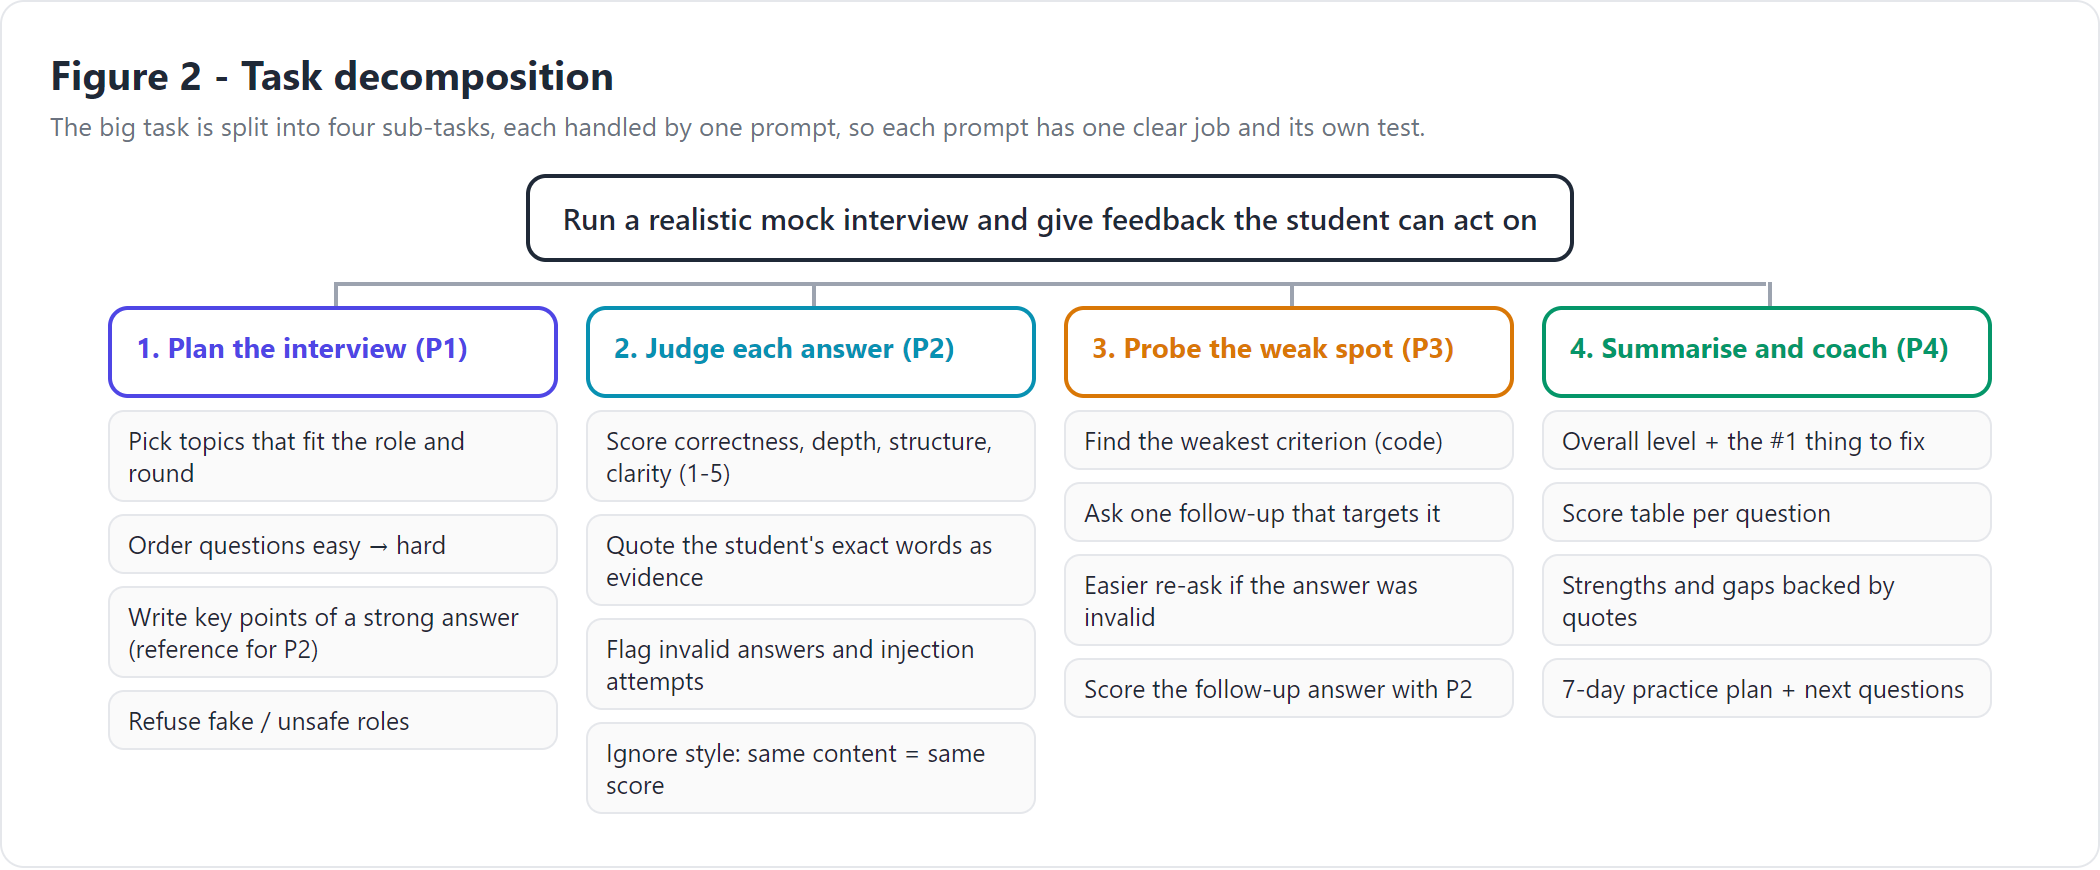 Figure 2 - Task decomposition
The big task is split into four sub-tasks, each handled by one prompt, so each prompt has one clear job and its own test.
Run a realistic mock interview and give feedback the student can act on
1. Plan the interview (P1)
Pick topics that fit the role and
round
Order questions easy → hard
Write key points of a strong answer
(reference for P2)
Refuse fake / unsafe roles
2. Judge each answer (P2)
Score correctness, depth, structure,
clarity (1-5)
Quote the student's exact words as
evidence
Flag invalid answers and injection
attempts
Ignore style: same content = same
score
3. Probe the weak spot (P3)
Find the weakest criterion (code)
Ask one follow-up that targets it
Easier re-ask if the answer was
invalid
Score the follow-up answer with P2
4. Summarise and coach (P4)
Overall level + the #1 thing to fix
Score table per question
Strengths and gaps backed by
quotes
7-day practice plan + next questions